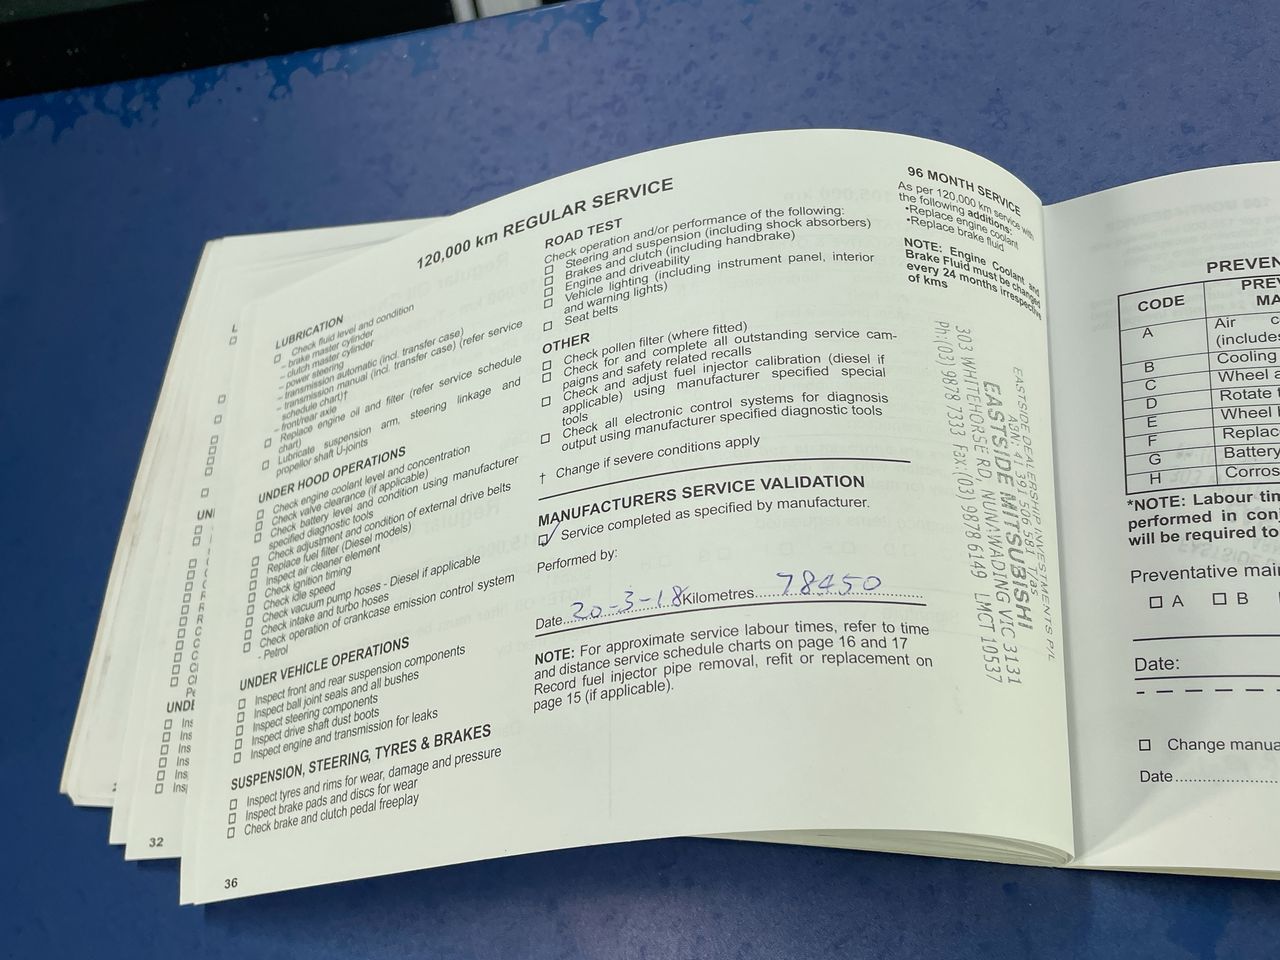 120,000 km REGULAR SERVICE
LUBRICATION
Check fluid level and condition
- brake master cylinder
- clutch master cylinder
- power steering
- transmission automatic (incl. transfer case)
- transmission manual (incl. transfer case) (refer service
schedule chart)†
- front/rear axle
Replace engine oil and filter (refer service schedule
chart)
Lubricate suspension arm, steering linkage and
propellor shaft U-joints
UNDER HOOD OPERATIONS
Check engine coolant level and concentration
Check valve clearance (if applicable)
Check battery level and condition using manufacturer
specified diagnostic tools
Check adjustment and condition of external drive belts
Replace fuel filter (Diesel models)
Inspect air cleaner element
Check ignition timing
Check idle speed
Check vacuum pump hoses - Diesel if applicable
Check intake and turbo hoses
Check operation of crankcase emission control system
- Petrol
UNDER VEHICLE OPERATIONS
Inspect front and rear suspension components
Inspect ball joint seals and all bushes
Inspect steering components
Inspect drive shaft dust boots
Inspect engine and transmission for leaks
SUSPENSION, STEERING, TYRES & BRAKES
Inspect tyres and rims for wear, damage and pressure
Inspect brake pads and discs for wear
Check brake and clutch pedal freeplay
36
32
ROAD TEST
Check operation and/or performance of the following:
Steering and suspension (including shock absorbers)
Brakes and clutch (including handbrake)
Engine and driveability
Vehicle lighting (including instrument panel, interior
and warning lights)
Seat belts
OTHER
Check pollen filter (where fitted)
Check for and complete all outstanding service cam-
paigns and safety related recalls
Check and adjust fuel injector calibration (diesel if
applicable) using manufacturer specified special
tools
Check all electronic control systems for diagnosis
output using manufacturer specified diagnostic tools
† Change if severe conditions apply
MANUFACTURERS SERVICE VALIDATION
Service completed as specified by manufacturer.
Performed by:
Date 20-3-18 Kilometres 78450
NOTE: For approximate service labour times, refer to time
and distance service schedule charts on page 16 and 17
Record fuel injector pipe removal, refit or replacement on
page 15 (if applicable).
96 MONTH SERVICE
As per 120,000 km service with
the following additions:
•Replace engine coolant
•Replace brake fluid
NOTE: Engine Coolant and
Brake Fluid must be changed
every 24 months irrespective
of kms
EASTSIDE DEALERSHIP INVESTMENTS P/L
ABN: 41 391 506 581 T/as
EASTSIDE MITSUBISHI
303 WHITEHORSE RD, NUNAWADING VIC 3131
Ph:(03) 9878 7333 Fax:(03) 9878 6149 LMCT 10537
PREVEN
CODE
PREV
MA
A
Air c
(includes
B
Cooling
C
Wheel a
D
Rotate t
E
Wheel
F
Replac
G
Battery
H
Corros
*NOTE: Labour tim
performed in con
will be required to
Preventative main
A B
Date:
Change manua
Date